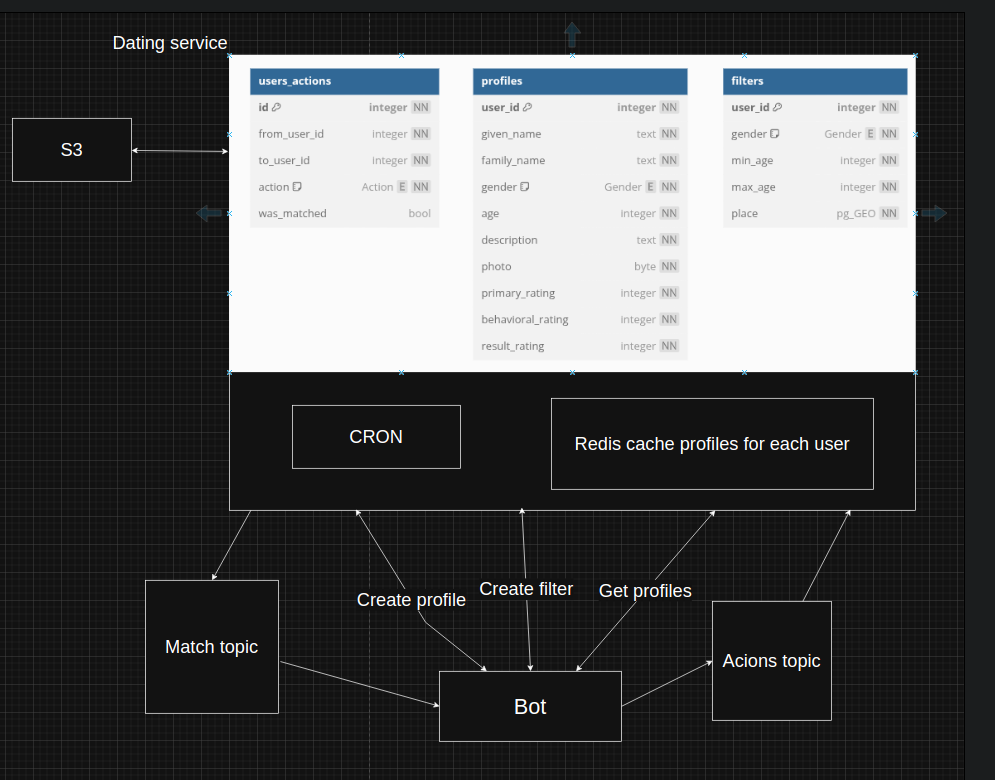 Dating service
S3
users_actions
id integer NN
from_user_id integer NN
to_user_id integer NN
action Action E NN
was_matched bool
profiles
user_id integer NN
given_name text NN
family_name text NN
gender Gender E NN
age integer NN
description text NN
photo byte NN
primary_rating integer NN
behavioral_rating integer NN
result_rating integer NN
filters
user_id integer NN
gender Gender E NN
min_age integer NN
max_age integer NN
place pg_GEO NN
CRON
Redis cache profiles for each user
Create profile
Create filter
Get profiles
Match topic
Acions topic
Bot